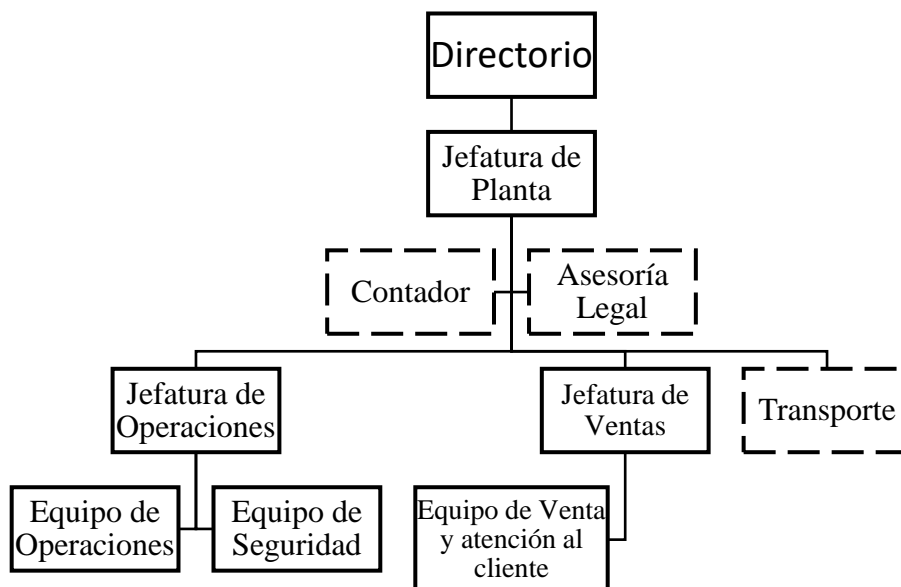 Directorio
Jefatura de
Planta
Contador
Asesoría
Legal
Jefatura de
Operaciones
Jefatura de
Ventas
Transporte
Equipo de
Operaciones
Equipo de
Seguridad
Equipo de Venta
y atención al
cliente